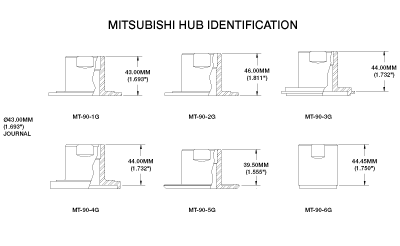 MITSUBISHI HUB IDENTIFICATION
43.00MM
(1.693")
46.00MM
(1.811")
44.00MM
(1.732")
Ø43.00MM
(1.693")
JOURNAL
MT-90-1G
MT-90-2G
MT-90-3G
44.00MM
(1.732")
39.50MM
(1.555")
44.45MM
(1.750")
MT-90-4G
MT-90-5G
MT-90-6G